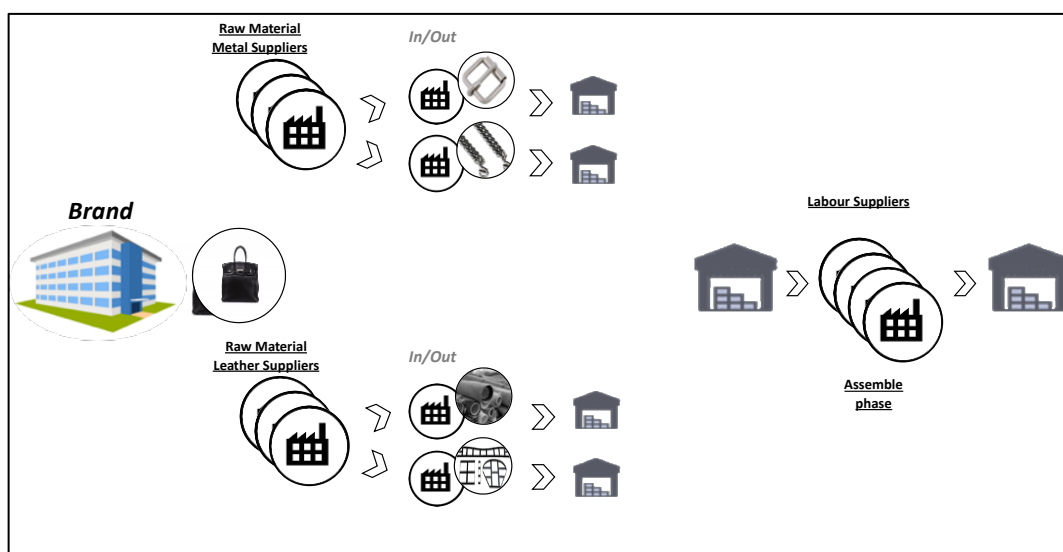 Raw Material
Metal Suppliers
In/Out
Brand
Labour Suppliers
Raw Material
Leather Suppliers
In/Out
Assemble
phase